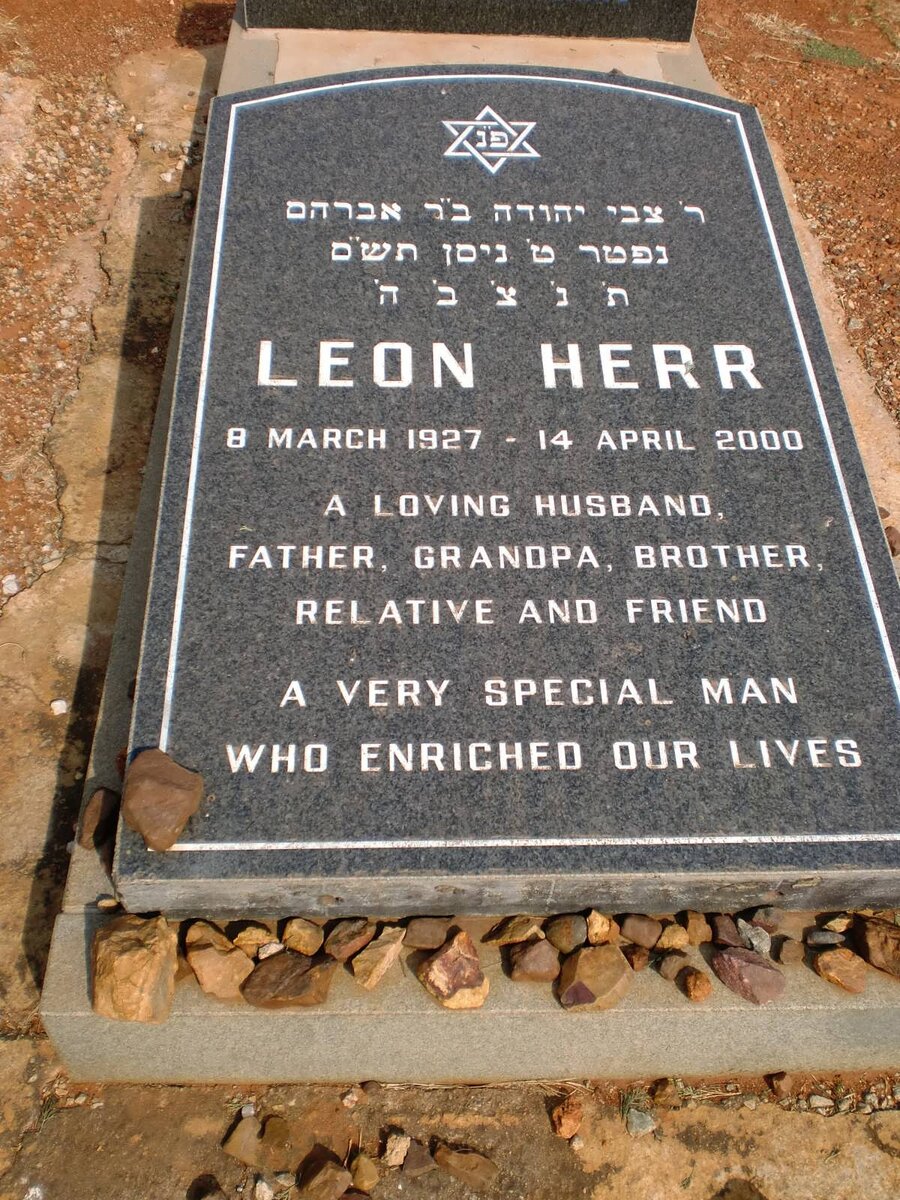 פ"נ
ר' צבי יהודה ב"ר אברהם
נפטר ט' ניסן תש"ס
ת' נ' צ' ב' ה'
LEON HERR
8 MARCH 1927 - 14 APRIL 2000
A LOVING HUSBAND,
FATHER, GRANDPA, BROTHER,
RELATIVE AND FRIEND
A VERY SPECIAL MAN
WHO ENRICHED OUR LIVES